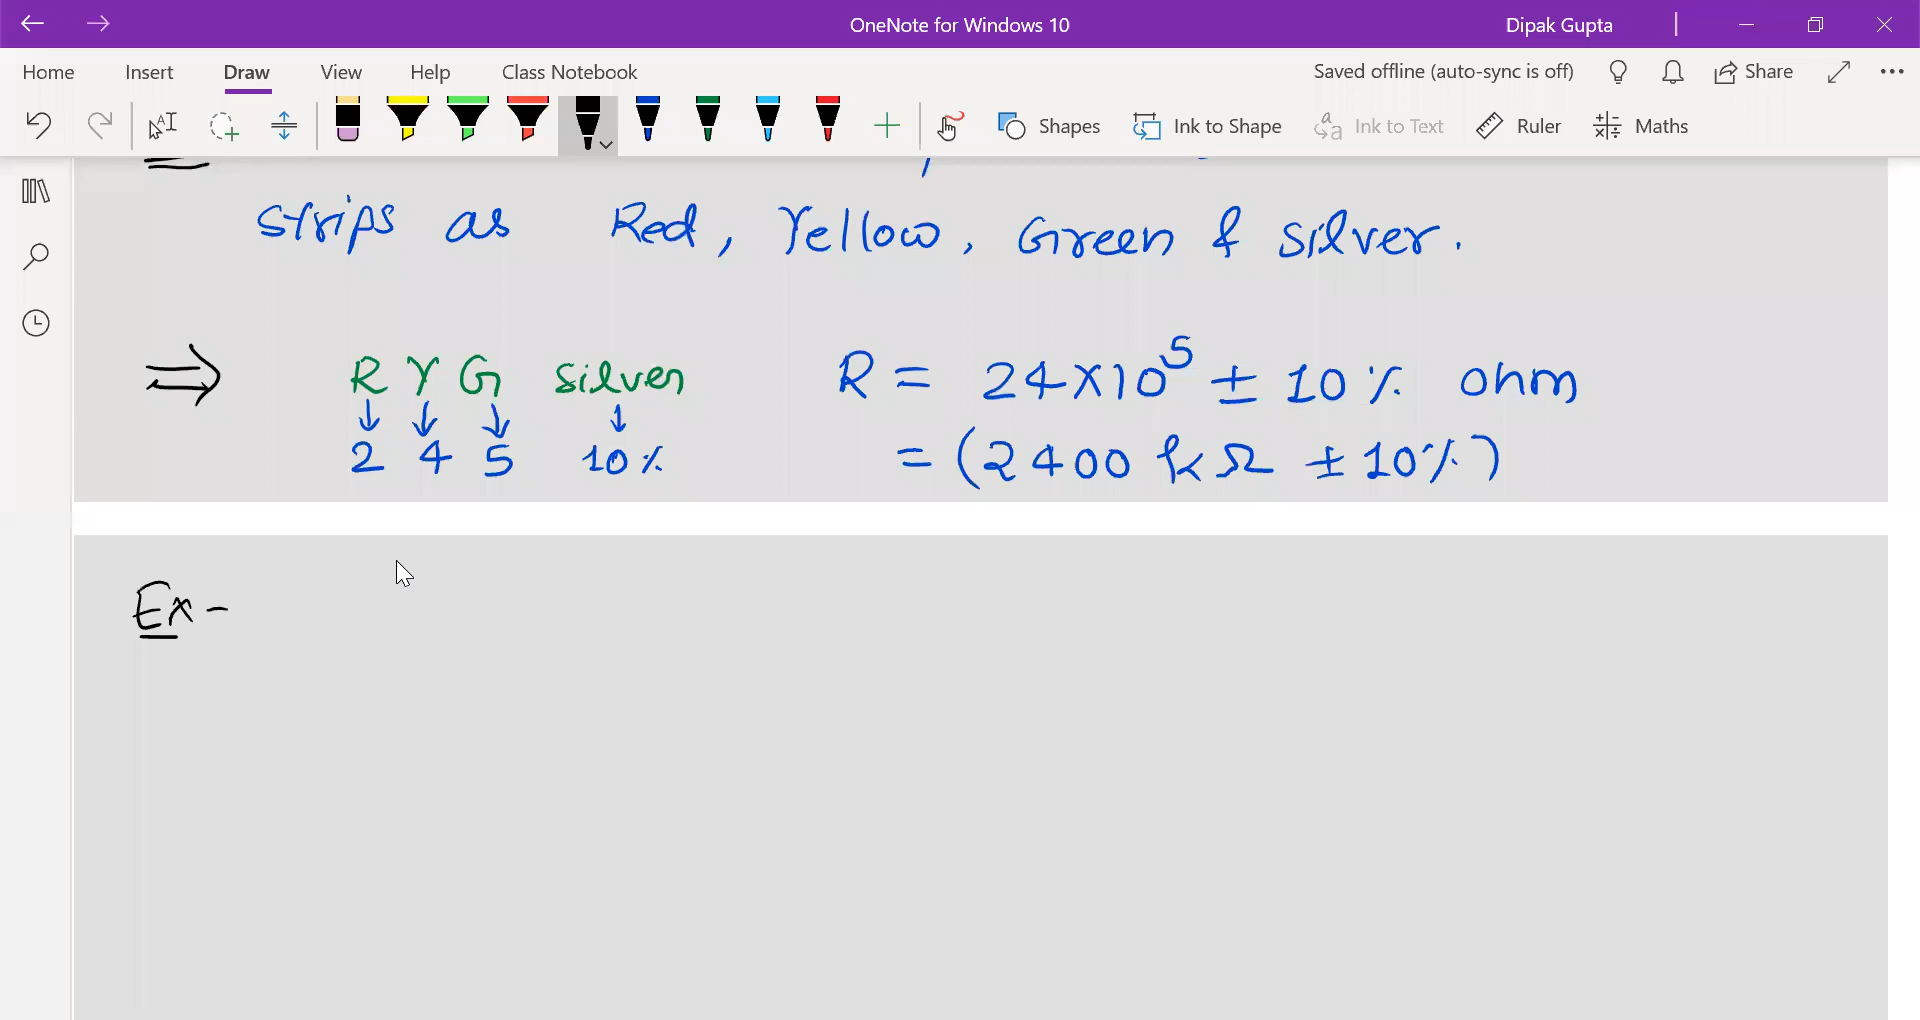 OneNote for Windows 10 Dipak Gupta
Home Insert Draw View Help Class Notebook Saved offline (auto-sync is off) Share
Shapes Ink to Shape Ink to Text Ruler Maths
strips as Red, Yellow, Green & Silver.
R Y G silver R = 24×10⁵ ± 10% ohm
2 4 5 10% = (2400 kΩ ± 10%)
Ex -